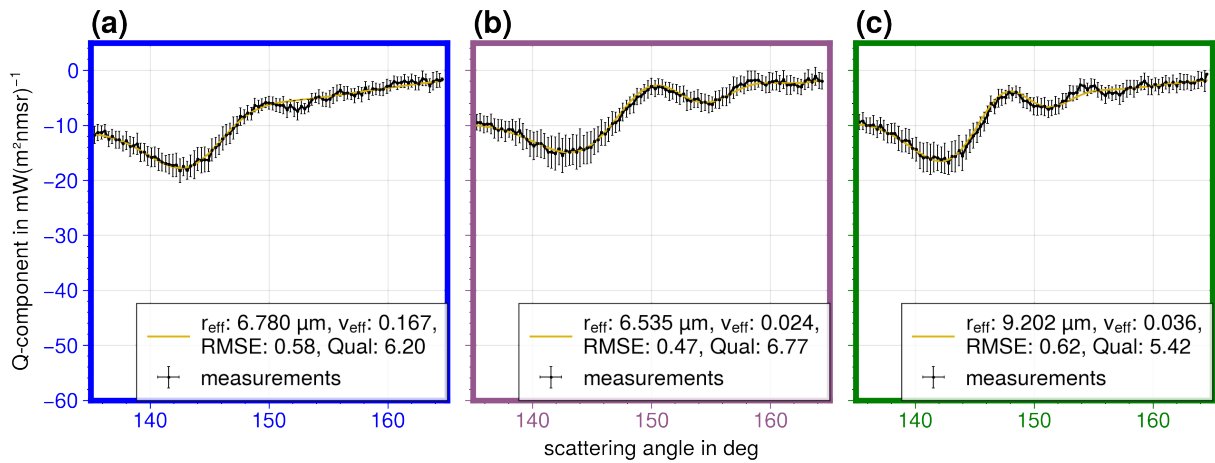 (a)
(b)
(c)
Q-component in mW(m²nmsr)⁻¹
0
−10
−20
−30
−40
−50
−60
r_eff: 6.780 µm, v_eff: 0.167,
RMSE: 0.58, Qual: 6.20
measurements
140 150 160
r_eff: 6.535 µm, v_eff: 0.024,
RMSE: 0.47, Qual: 6.77
measurements
140 150 160
r_eff: 9.202 µm, v_eff: 0.036,
RMSE: 0.62, Qual: 5.42
measurements
140 150 160
scattering angle in deg